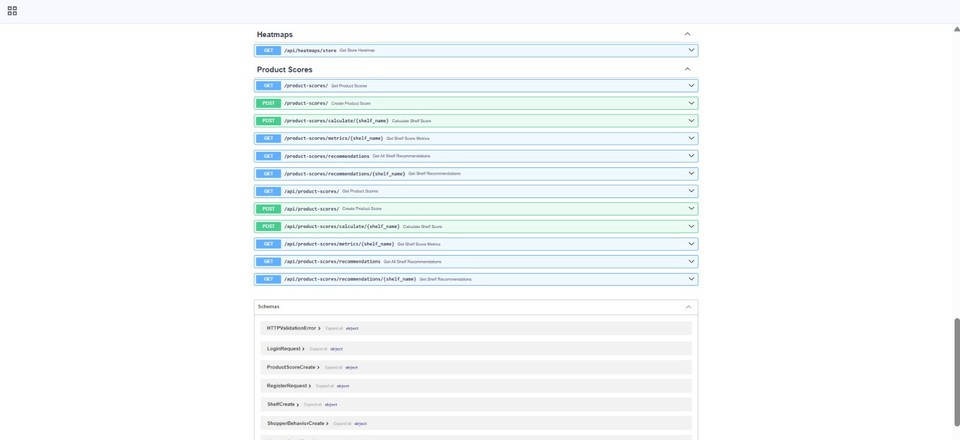 Heatmaps
GET /api/heatmaps/store Get Store Heatmap
Product Scores
GET /product-scores/ Get Product Scores
POST /product-scores/ Create Product Score
POST /product-scores/calculate/{shelf_name} Calculate Shelf Score
GET /product-scores/metrics/{shelf_name} Get Shelf Score Metrics
GET /product-scores/recommendations Get All Shelf Recommendations
GET /product-scores/recommendations/{shelf_name} Get Shelf Recommendations
GET /api/product-scores/ Get Product Scores
POST /api/product-scores/ Create Product Score
POST /api/product-scores/calculate/{shelf_name} Calculate Shelf Score
GET /api/product-scores/metrics/{shelf_name} Get Shelf Score Metrics
GET /api/product-scores/recommendations Get All Shelf Recommendations
GET /api/product-scores/recommendations/{shelf_name} Get Shelf Recommendations
Schemas
HTTPValidationError Expand all object
LoginRequest Expand all object
ProductScoreCreate Expand all object
RegisterRequest Expand all object
ShelfCreate Expand all object
ShopperBehaviorCreate Expand all object